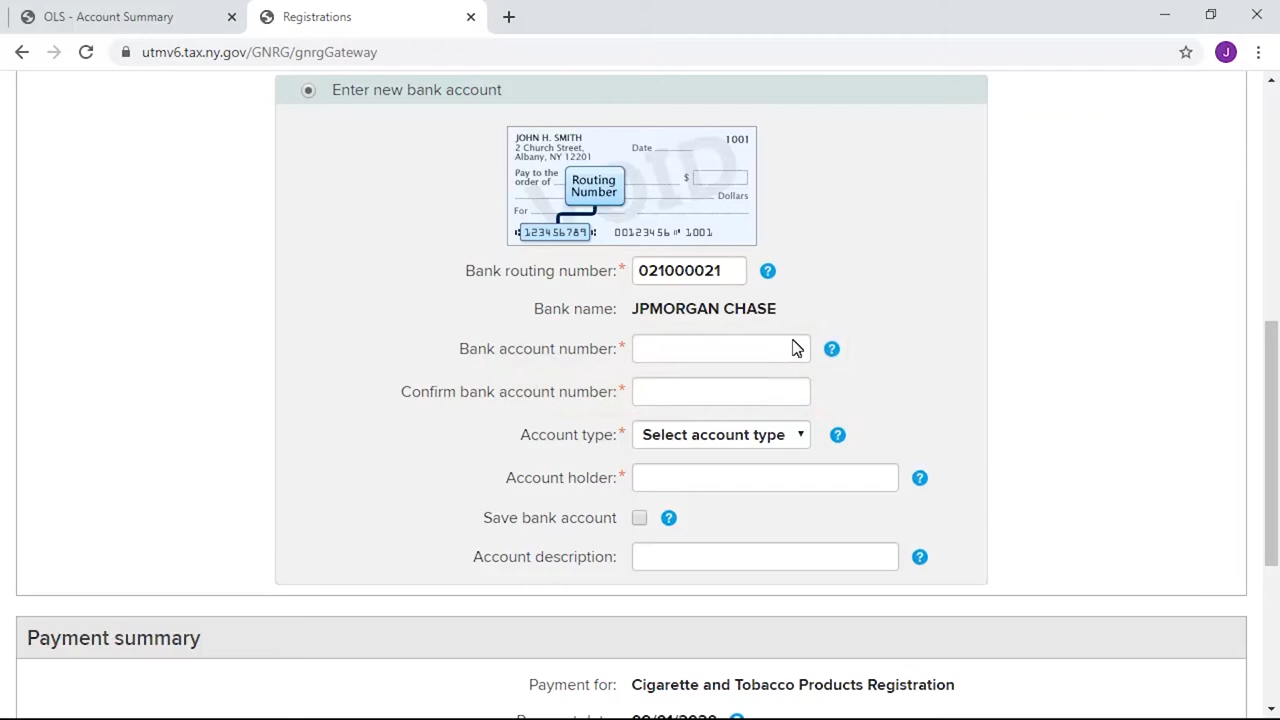 OLS - Account Summary
Registrations
utmv6.tax.ny.gov/GNRG/gnrgGateway
J
Enter new bank account
JOHN H. SMITH
1001
2 Church Street,
Date
Albany, NY 12201
Pay to the
order of
$
Routing
Number
Dollars
For
123456789 00123456 1001
Bank routing number:* 021000021 ?
Bank name: JPMORGAN CHASE
Bank account number:* ?
Confirm bank account number:*
Account type:* Select account type ?
Account holder:* ?
Save bank account ?
Account description: ?
Payment summary
Payment for: Cigarette and Tobacco Products Registration